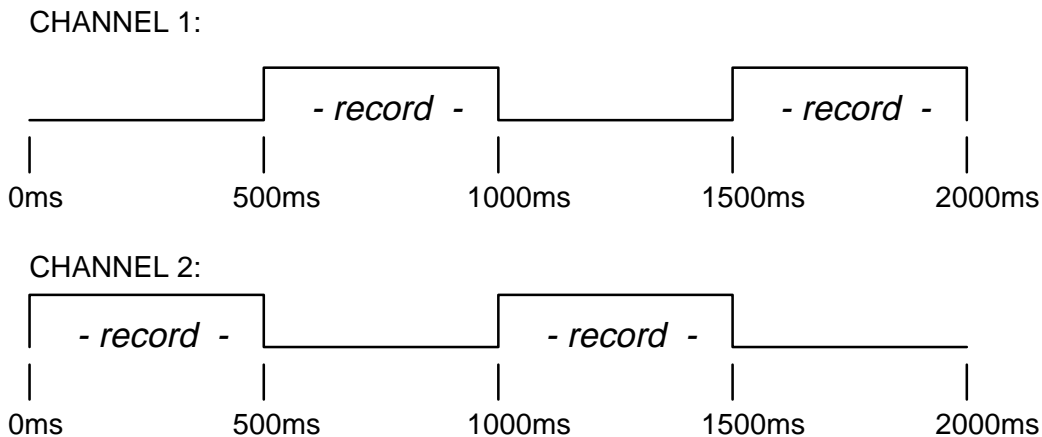 CHANNEL 1:
- record - - record -
0ms 500ms 1000ms 1500ms 2000ms
CHANNEL 2:
- record - - record -
0ms 500ms 1000ms 1500ms 2000ms